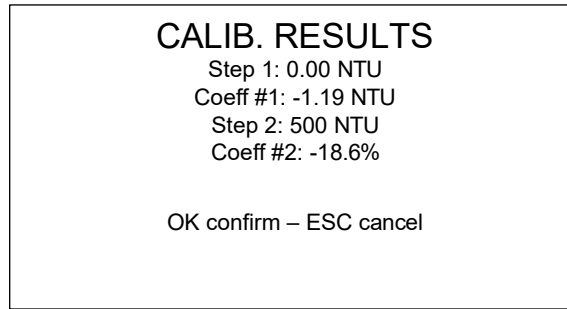 CALIB. RESULTS
Step 1: 0.00 NTU
Coeff #1: -1.19 NTU
Step 2: 500 NTU
Coeff #2: -18.6%
OK confirm – ESC cancel